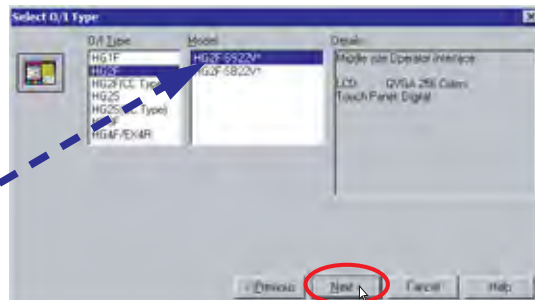 Select O/I Type
O/I Type
HG1F
HG2F
HG2F(CC Type)
HG2S
HG2S(CC Type)
HG4F/EX4R
Model
HG2F-SS22V*
HG2F-SB22V*
Details
Middle size Operator interface
LCD: QVGA 256 Colors
Touch Panel: Digital
< Previous
Next >
Cancel
Help